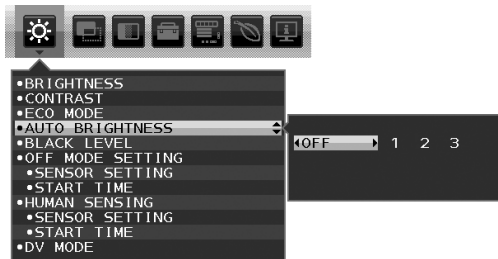 •BRIGHTNESS
•CONTRAST
•ECO MODE
•AUTO BRIGHTNESS
OFF 1 2 3
•BLACK LEVEL
•OFF MODE SETTING
•SENSOR SETTING
•START TIME
•HUMAN SENSING
•SENSOR SETTING
•START TIME
•DV MODE